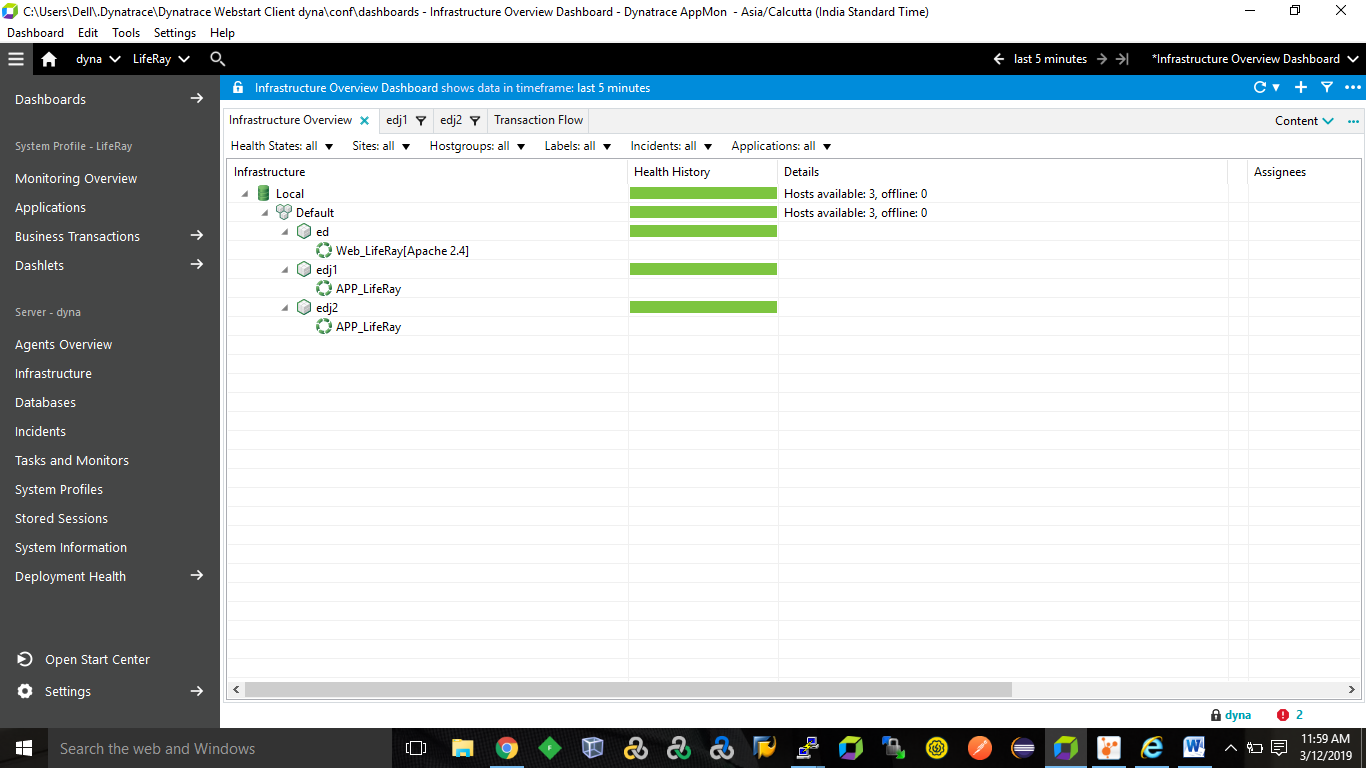 C:\Users\Dell\.Dynatrace\Dynatrace Webstart Client dyna\conf\dashboards - Infrastructure Overview Dashboard - Dynatrace AppMon - Asia/Calcutta (India Standard Time)
Dashboard Edit Tools Settings Help
dyna LifeRay last 5 minutes *Infrastructure Overview Dashboard
Infrastructure Overview Dashboard shows data in timeframe: last 5 minutes
Dashboards
System Profile - LifeRay
Monitoring Overview
Applications
Business Transactions
Dashlets
Server - dyna
Agents Overview
Infrastructure
Databases
Incidents
Tasks and Monitors
System Profiles
Stored Sessions
System Information
Deployment Health
Open Start Center
Settings
Infrastructure Overview edj1 edj2 Transaction Flow Content
Health States: all Sites: all Hostgroups: all Labels: all Incidents: all Applications: all
Infrastructure Health History Details Assignees
Local Hosts available: 3, offline: 0
Default Hosts available: 3, offline: 0
ed
Web_LifeRay[Apache 2.4]
edj1
APP_LifeRay
edj2
APP_LifeRay
dyna 2
Search the web and Windows
11:59 AM
3/12/2019